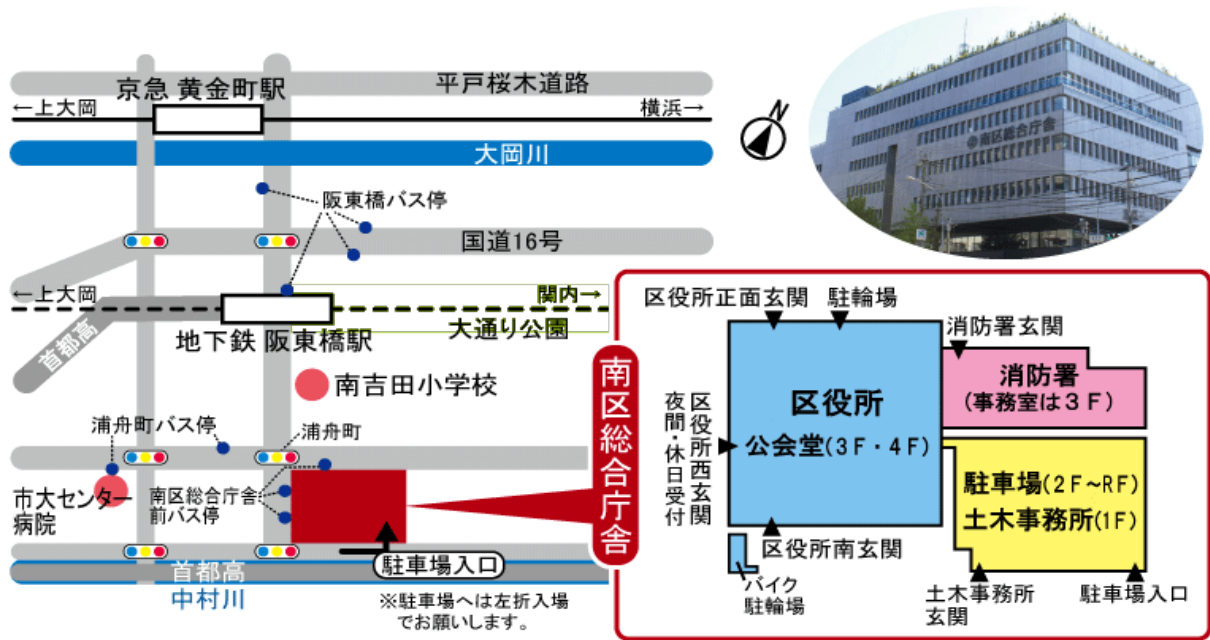 京急 黄金町駅
平戸桜木道路
←上大岡
横浜→
大岡川
N
南区総合庁舎
阪東橋バス停
国道16号
←上大岡
関内→
首都高
大通り公園
地下鉄 阪東橋駅
南吉田小学校
浦舟町バス停
浦舟町
市大センター
病院
南区総合庁舎
前バス停
駐車場入口
首都高
中村川
※駐車場へは左折入場
でお願いします。
南区総合庁舎
区役所正面玄関
駐輪場
消防署玄関
消防署
(事務室は３Ｆ)
区役所
公会堂(3F・4F)
区役所西玄関
夜間・休日受付
駐車場(2F~RF)
土木事務所(1F)
区役所南玄関
バイク
駐輪場
土木事務所
玄関
駐車場入口